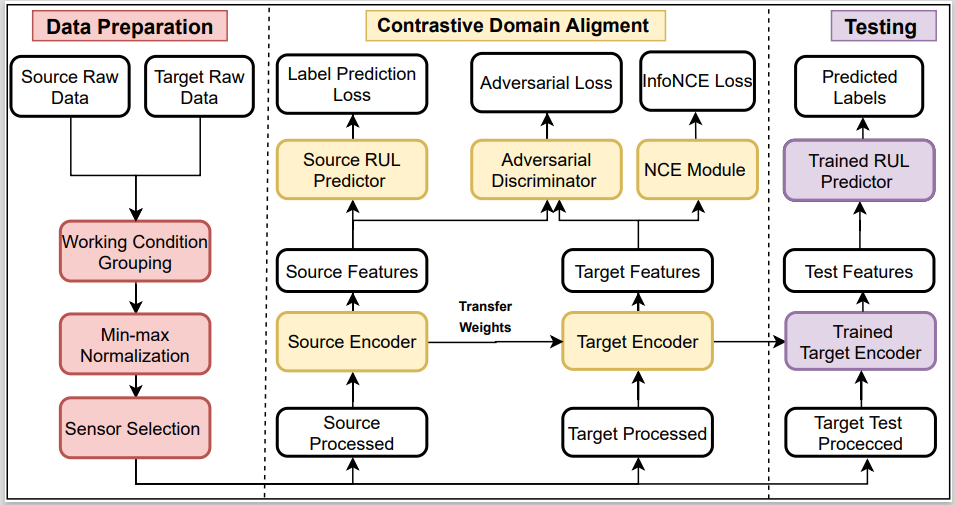 Data Preparation
Contrastive Domain Aligment
Testing
Source Raw
Data
Target Raw
Data
Working Condition
Grouping
Min-max
Normalization
Sensor Selection
Label Prediction
Loss
Adversarial Loss
InfoNCE Loss
Source RUL
Predictor
Adversarial
Discriminator
NCE Module
Source Features
Target Features
Source Encoder
Transfer
Weights
Target Encoder
Source
Processed
Target Processed
Predicted
Labels
Trained RUL
Predictor
Test Features
Trained
Target Encoder
Target Test
Procecced